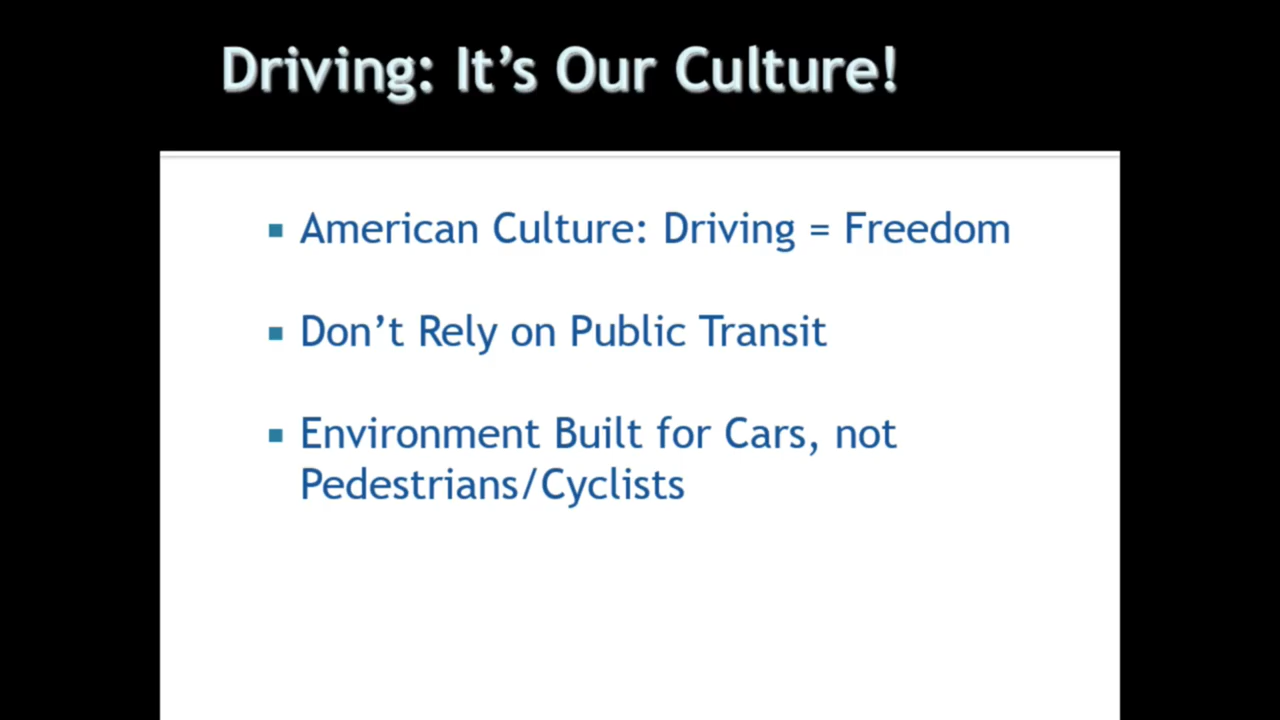 Driving: It’s Our Culture!
American Culture: Driving = Freedom
Don’t Rely on Public Transit
Environment Built for Cars, not
Pedestrians/Cyclists